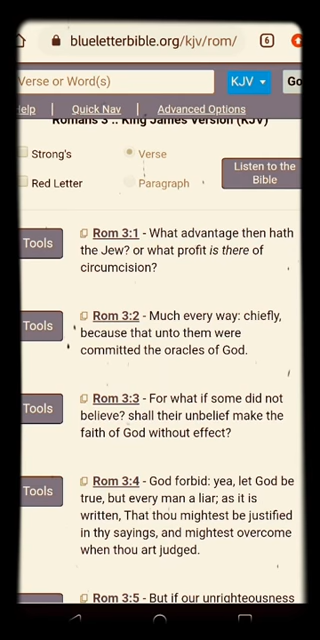 blueletterbible.org/kjv/rom/ 6
Verse or Word(s) KJV Go
Help | Quick Nav | Advanced Options
Romans 3 :: King James Version (KJV)
Strong's Verse
Red Letter Paragraph
Listen to the
Bible
Tools Rom 3:1 - What advantage then hath
the Jew? or what profit is there of
circumcision?
Tools Rom 3:2 - Much every way: chiefly,
because that unto them were
committed the oracles of God.
Tools Rom 3:3 - For what if some did not
believe? shall their unbelief make the
faith of God without effect?
Tools Rom 3:4 - God forbid: yea, let God be
true, but every man a liar; as it is
written, That thou mightest be justified
in thy sayings, and mightest overcome
when thou art judged.
Rom 3:5 - But if our unrighteousness